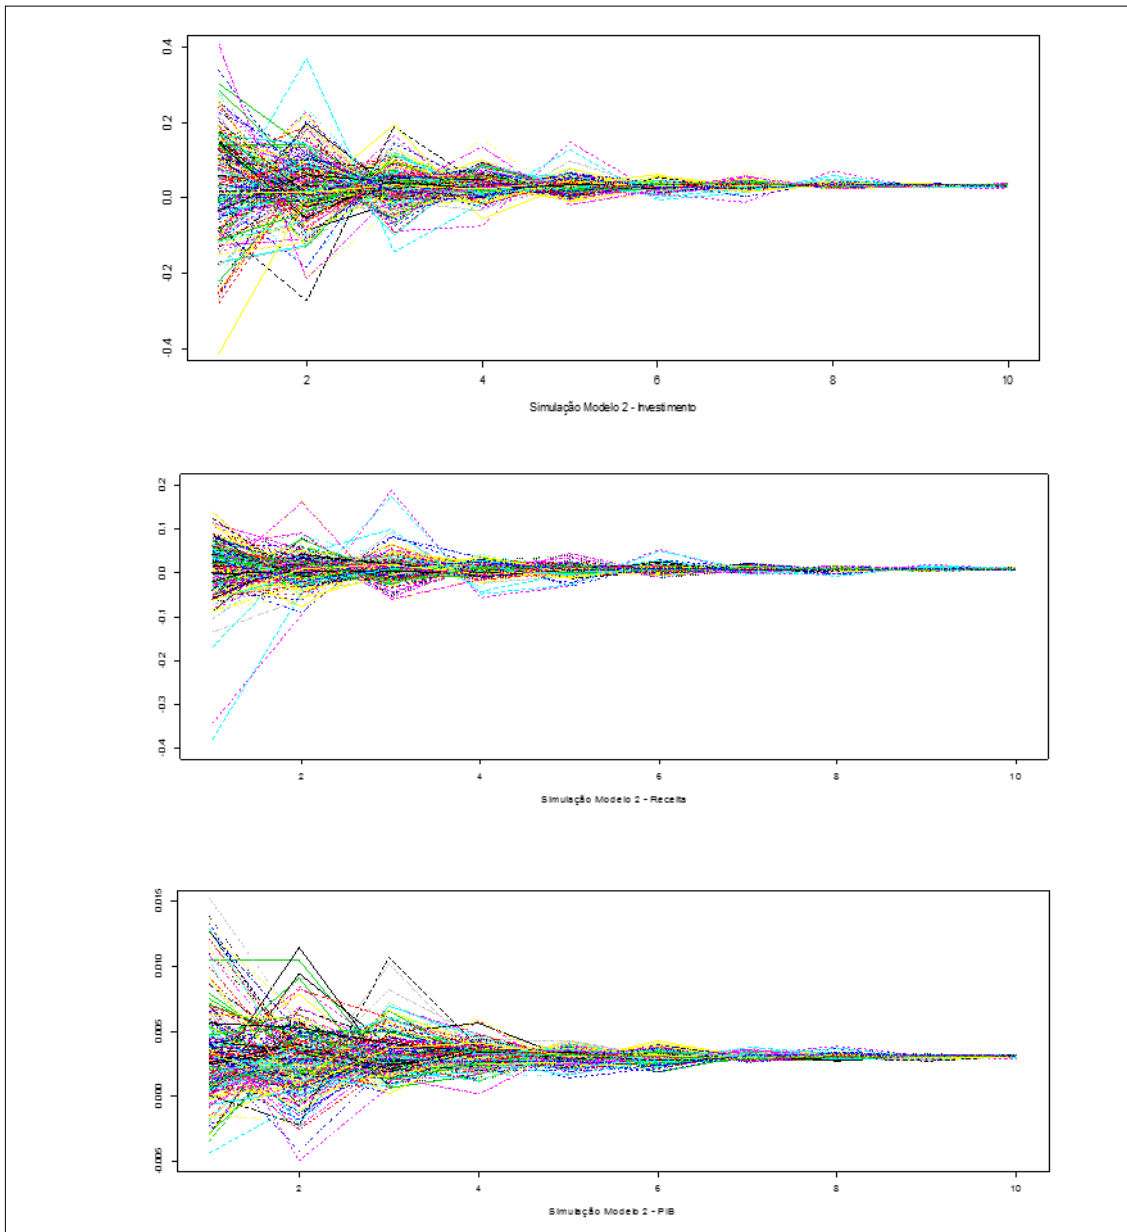 0.4
0.2
0.0
-0.2
-0.4
2 4 6 8 10
Simulação Modelo 2 - Investimento
0.2
0.1
0.0
-0.1
-0.2
-0.3
-0.4
2 4 6 8 10
Simulação Modelo 2 - Receita
0.015
0.010
0.005
0.000
-0.005
2 4 6 8 10
Simulação Modelo 2 - PIB